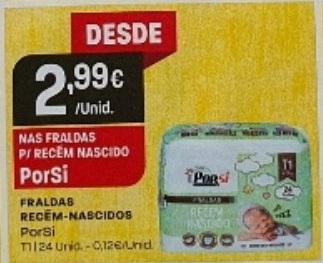 DESDE
2,99€
/Unid.
NAS FRALDAS
P/ RECÉM NASCIDO
PorSi
FRALDAS
RECÉM-NASCIDOS
PorSi
T1 | 24 Unid. - 0,12€/Unid.
PORSI
T1
24
FRALDAS
RECÉM
NASCIDO